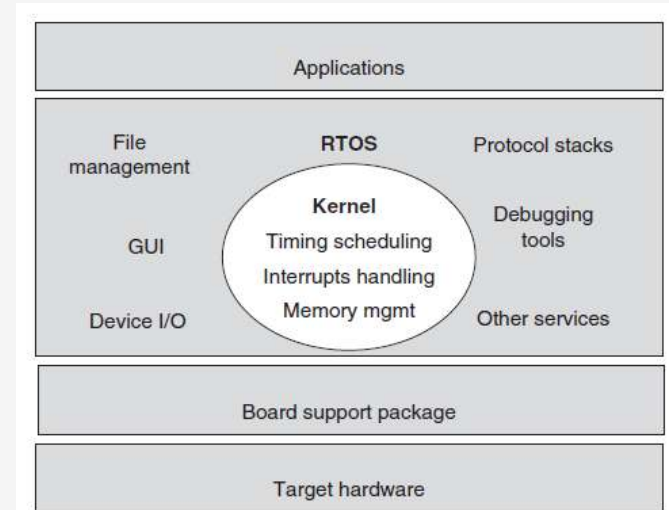 Applications
File
management
RTOS
Protocol stacks
Kernel
Timing scheduling
Interrupts handling
Memory mgmt
GUI
Debugging
tools
Device I/O
Other services
Board support package
Target hardware